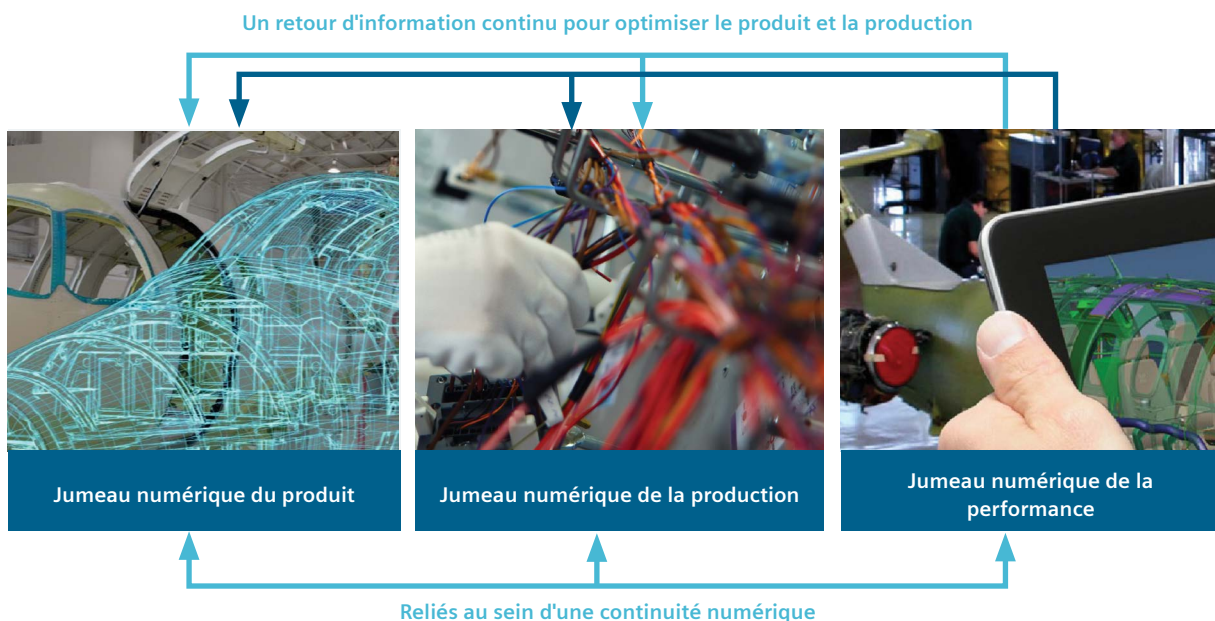 Un retour d'information continu pour optimiser le produit et la production
Jumeau numérique du produit
Jumeau numérique de la production
Jumeau numérique de la
performance
Reliés au sein d'une continuité numérique